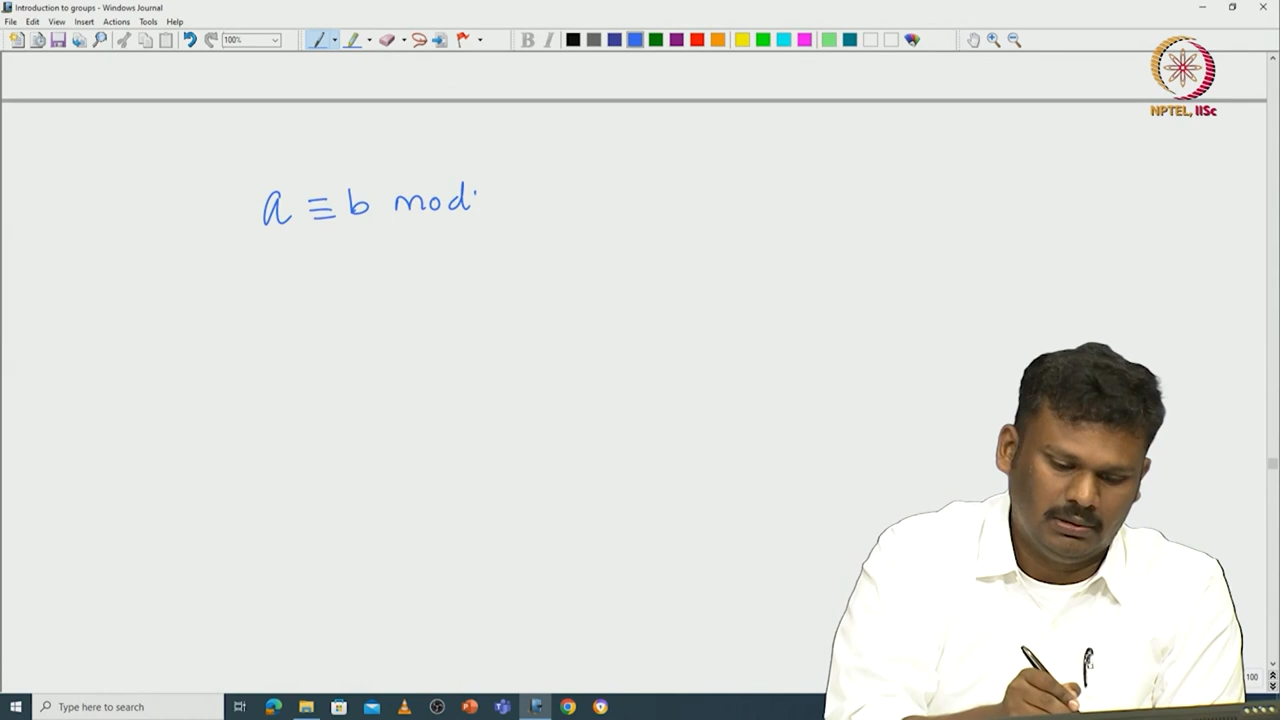 Introduction to groups - Windows Journal
File Edit View Insert Actions Tools Help
100%
B I
NPTEL, IISc
a ≡ b mod
100
Type here to search